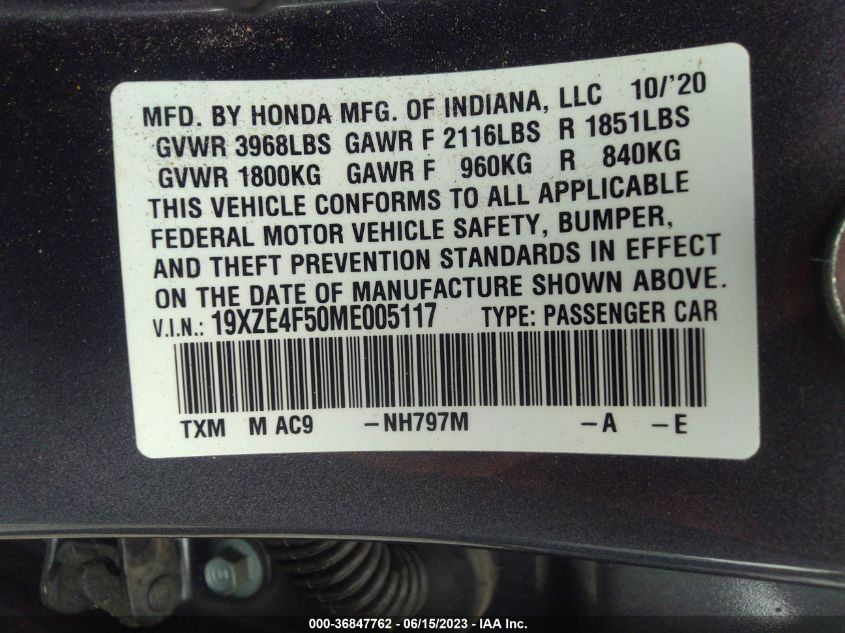 MFD. BY HONDA MFG. OF INDIANA, LLC 10/'20
GVWR 3968LBS GAWR F 2116LBS R 1851LBS
GVWR 1800KG GAWR F 960KG R 840KG
THIS VEHICLE CONFORMS TO ALL APPLICABLE
FEDERAL MOTOR VEHICLE SAFETY, BUMPER,
AND THEFT PREVENTION STANDARDS IN EFFECT
ON THE DATE OF MANUFACTURE SHOWN ABOVE.
V.I.N.: 19XZE4F50ME005117 TYPE: PASSENGER CAR
TXM M AC9 -NH797M -A -E
000-36847762 - 06/15/2023 - IAA Inc.